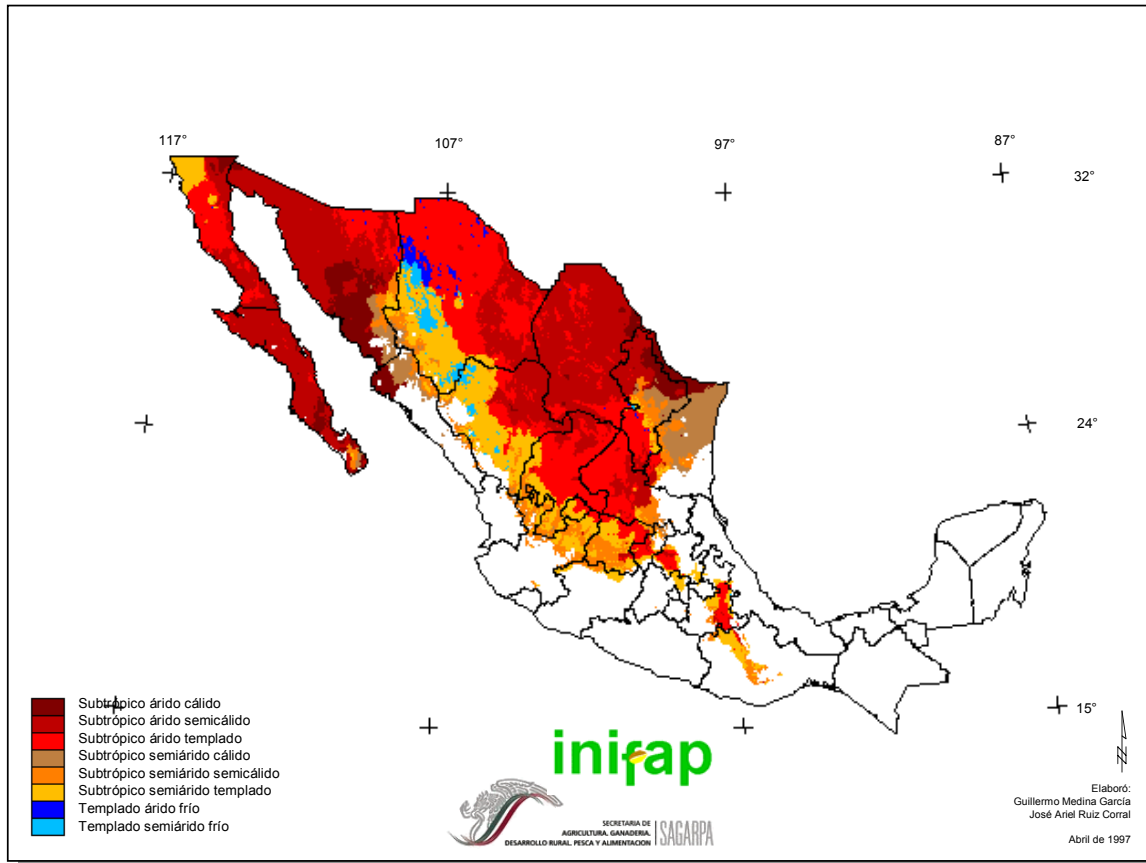 117°
107°
97°
87°
32°
24°
15°
Subtrópico árido cálido
Subtrópico árido semicálido
Subtrópico árido templado
Subtrópico semiárido cálido
Subtrópico semiárido semicálido
Subtrópico semiárido templado
Templado árido frío
Templado semiárido frío
inifap
SECRETARIA DE
AGRICULTURA, GANADERIA,
DESARROLLO RURAL, PESCA Y ALIMENTACION
SAGARPA
Elaboró:
Guillermo Medina García
José Ariel Ruiz Corral
Abril de 1997